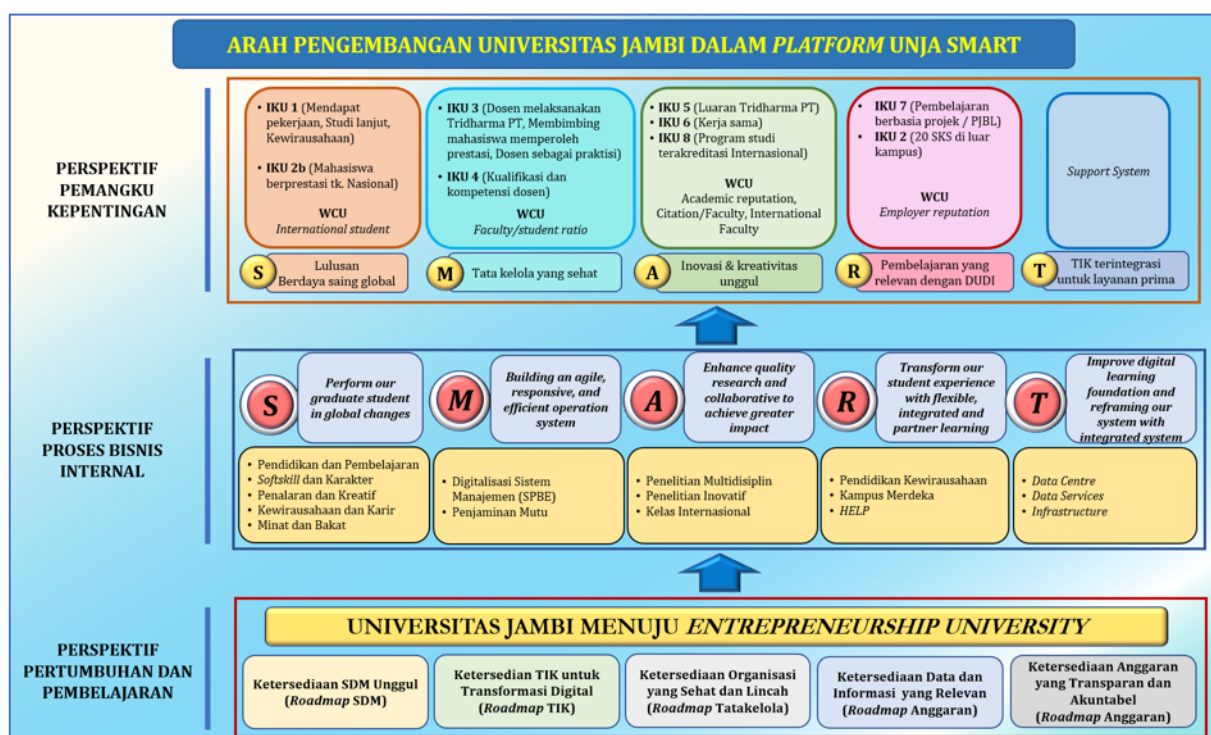 ARAH PENGEMBANGAN UNIVERSITAS JAMBI DALAM PLATFORM UNJA SMART
PERSPEKTIF
PEMANGKU
KEPENTINGAN
• IKU 1 (Mendapat
pekerjaan, Studi lanjut,
Kewirausahaan)
• IKU 2b (Mahasiswa
berprestasi tk. Nasional)
WCU
International student
• IKU 3 (Dosen melaksanakan
Tridharma PT, Membimbing
mahasiswa memperoleh
prestasi, Dosen sebagai praktisi)
• IKU 4 (Kualifikasi dan
kompetensi dosen)
WCU
Faculty/student ratio
• IKU 5 (Luaran Tridharma PT)
• IKU 6 (Kerja sama)
• IKU 8 (Program studi
terakreditasi Internasional)
WCU
Academic reputation,
Citation/Faculty, International
Faculty
• IKU 7 (Pembelajaran
berbasia projek / PJBL)
• IKU 2 (20 SKS di luar
kampus)
WCU
Employer reputation
Support System
S
Lulusan
Berdaya saing global
M
Tata kelola yang sehat
A
Inovasi & kreativitas
unggul
R
Pembelajaran yang
relevan dengan DUDI
T
TIK terintegrasi
untuk layanan prima
PERSPEKTIF
PROSES BISNIS
INTERNAL
S
Perform our
graduate student
in global changes
M
Building an agile,
responsive, and
efficient operation
system
A
Enhance quality
research and
collaborative to
achieve greater
impact
R
Transform our
student experience
with flexible,
integrated and
partner learning
T
Improve digital
learning
foundation and
reframing our
system with
integrated system
• Pendidikan dan Pembelajaran
• Softskill dan Karakter
• Penalaran dan Kreatif
• Kewirausahaan dan Karir
• Minat dan Bakat
• Digitalisasi Sistem
Manajemen (SPBE)
• Penjaminan Mutu
• Penelitian Multidisiplin
• Penelitian Inovatif
• Kelas Internasional
• Pendidikan Kewirausahaan
• Kampus Merdeka
• HELP
• Data Centre
• Data Services
• Infrastructure
PERSPEKTIF
PERTUMBUHAN DAN
PEMBELAJARAN
UNIVERSITAS JAMBI MENUJU ENTREPRENEURSHIP UNIVERSITY
Ketersediaan SDM Unggul
(Roadmap SDM)
Ketersedian TIK untuk
Transformasi Digital
(Roadmap TIK)
Ketersediaan Organisasi
yang Sehat dan Lincah
(Roadmap Tatakelola)
Ketersediaan Data dan
Informasi yang Relevan
(Roadmap Anggaran)
Ketersediaan Anggaran
yang Transparan dan
Akuntabel
(Roadmap Anggaran)